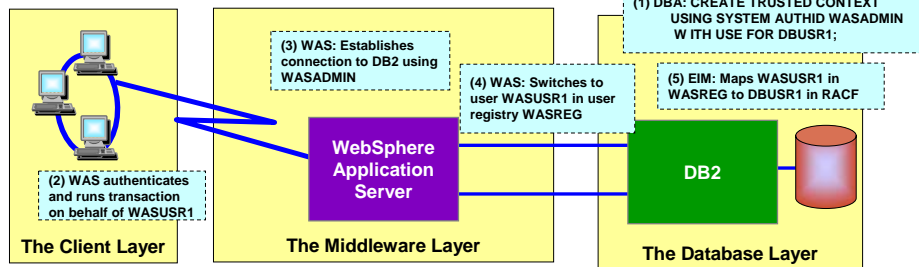 (1) DBA: CREATE TRUSTED CONTEXT
USING SYSTEM AUTHID WASADMIN
WITH USE FOR DBUSR1;
(3) WAS: Establishes
connection to DB2 using
WASADMIN
(4) WAS: Switches to
user WASUSR1 in user
registry WASREG
(5) EIM: Maps WASUSR1 in
WASREG to DBUSR1 in RACF
WebSphere
Application
Server
DB2
(2) WAS authenticates
and runs transaction
on behalf of WASUSR1
The Client Layer
The Middleware Layer
The Database Layer